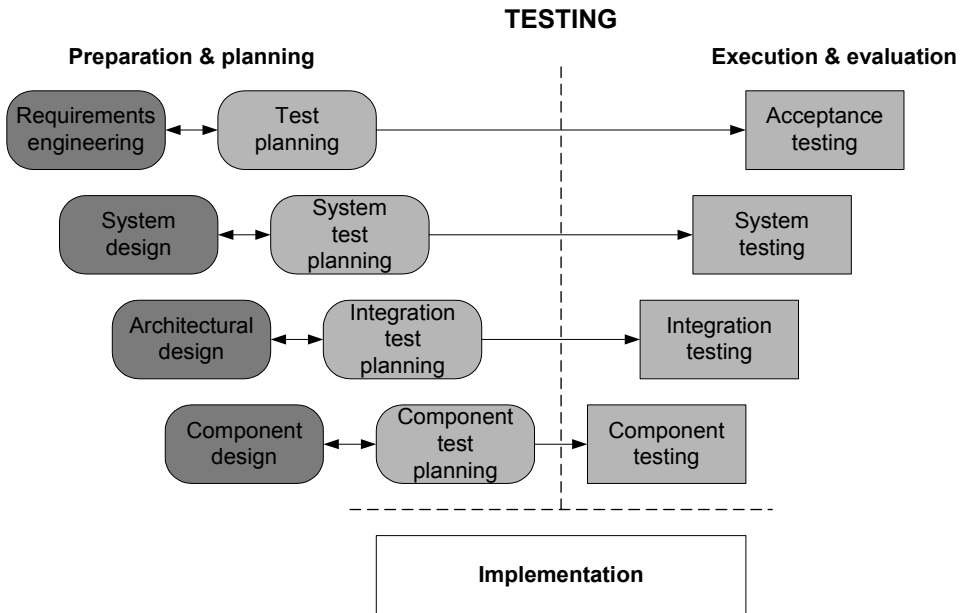 TESTING
Preparation & planning
Execution & evaluation
Requirements
engineering
Test
planning
Acceptance
testing
System
design
System
test
planning
System
testing
Architectural
design
Integration
test
planning
Integration
testing
Component
design
Component
test
planning
Component
testing
Implementation